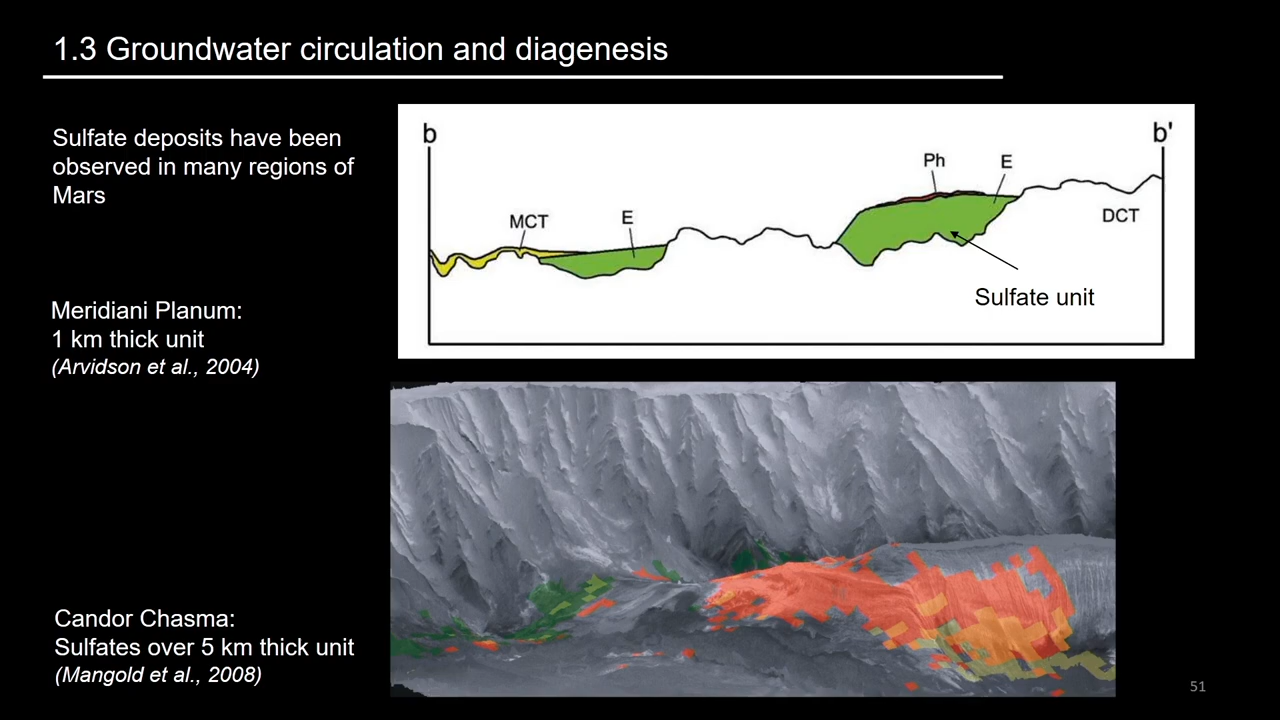 1.3 Groundwater circulation and diagenesis
Sulfate deposits have been
observed in many regions of
Mars
b
b'
Ph
E
MCT
E
DCT
Sulfate unit
Meridiani Planum:
1 km thick unit
(Arvidson et al., 2004)
Candor Chasma:
Sulfates over 5 km thick unit
(Mangold et al., 2008)
51